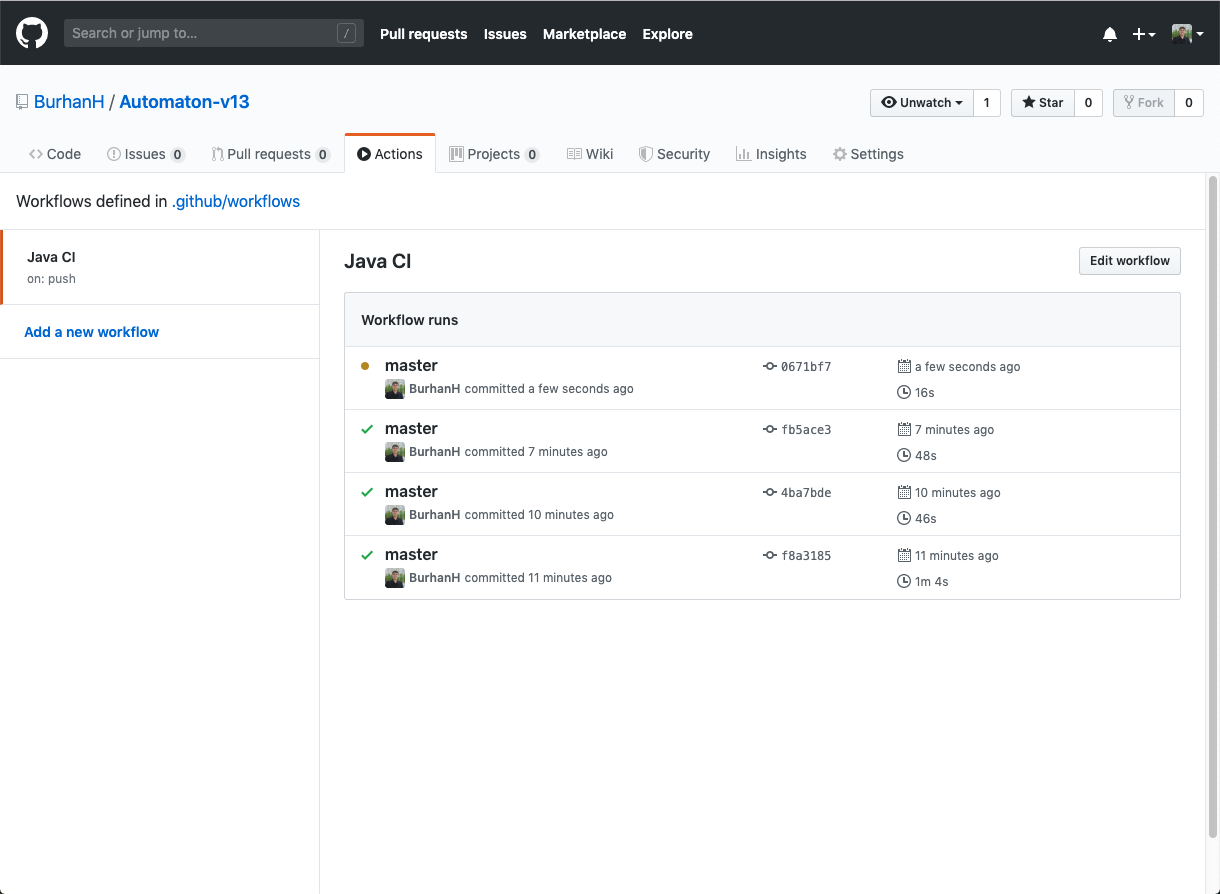 Search or jump to... / Pull requests Issues Marketplace Explore
BurhanH / Automaton-v13 Unwatch 1 Star 0 Fork 0
Code Issues 0 Pull requests 0 Actions Projects 0 Wiki Security Insights Settings
Workflows defined in .github/workflows
Java CI
on: push
Add a new workflow
Java CI Edit workflow
Workflow runs
master 0671bf7 a few seconds ago
BurhanH committed a few seconds ago 16s
master fb5ace3 7 minutes ago
BurhanH committed 7 minutes ago 48s
master 4ba7bde 10 minutes ago
BurhanH committed 10 minutes ago 46s
master f8a3185 11 minutes ago
BurhanH committed 11 minutes ago 1m 4s